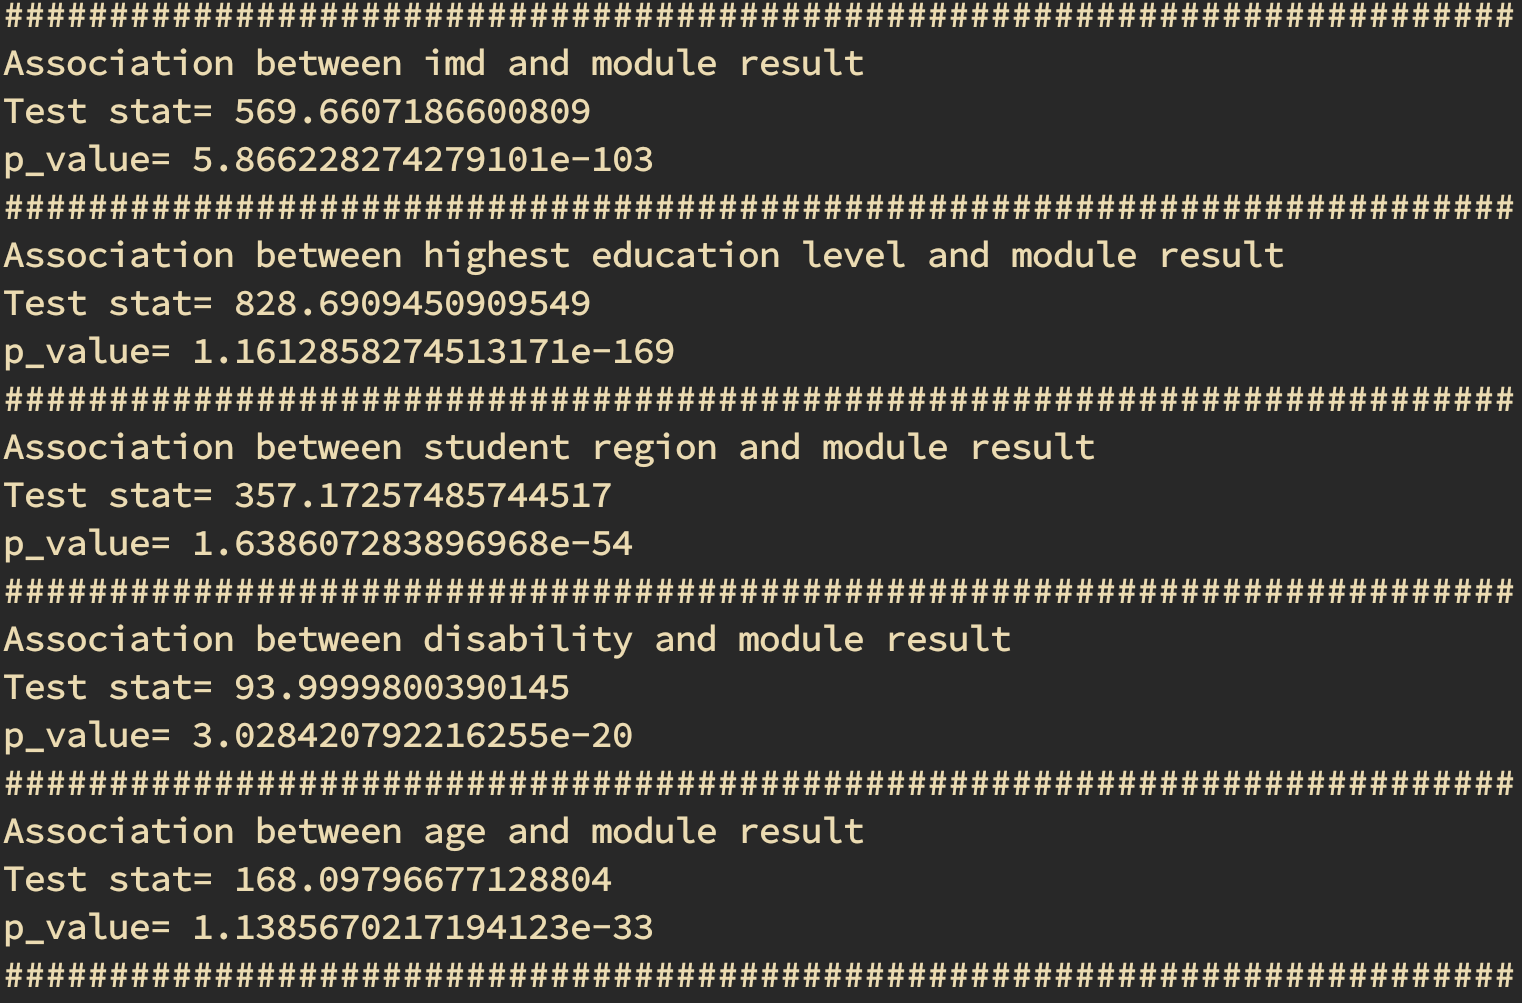 ########################################################################
Association between imd and module result
Test stat= 569.6607186600809
p_value= 5.866228274279101e-103
########################################################################
Association between highest education level and module result
Test stat= 828.6909450909549
p_value= 1.1612858274513171e-169
########################################################################
Association between student region and module result
Test stat= 357.17257485744517
p_value= 1.638607283896968e-54
########################################################################
Association between disability and module result
Test stat= 93.9999800390145
p_value= 3.028420792216255e-20
########################################################################
Association between age and module result
Test stat= 168.09796677128804
p_value= 1.1385670217194123e-33
########################################################################